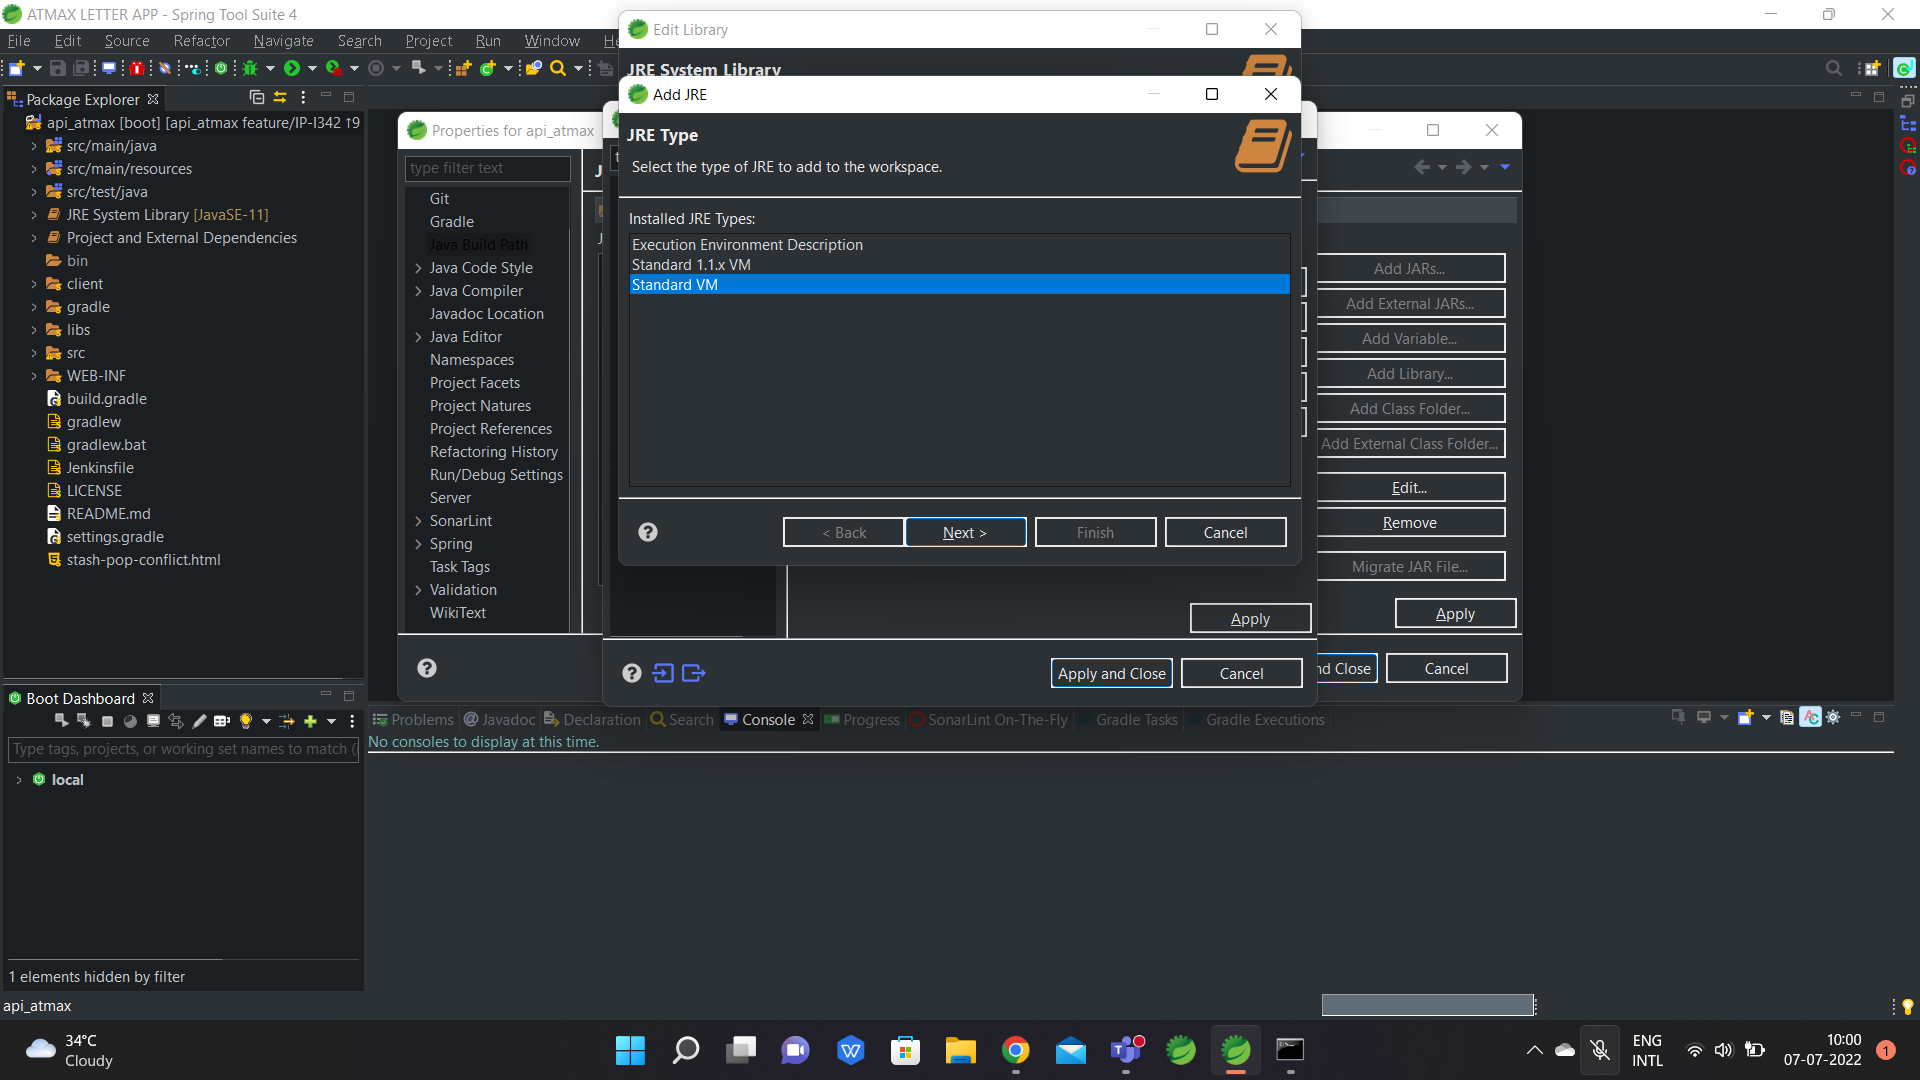 ATMAX LETTER APP - Spring Tool Suite 4
File Edit Source Refactor Navigate Search Project Run Window He
Package Explorer
api_atmax [boot] [api_atmax feature/IP-I342 ↑9
src/main/java
src/main/resources
src/test/java
JRE System Library [JavaSE-11]
Project and External Dependencies
bin
client
gradle
libs
src
WEB-INF
build.gradle
gradlew
gradlew.bat
Jenkinsfile
LICENSE
README.md
settings.gradle
stash-pop-conflict.html
Properties for api_atmax
type filter text
Git
Gradle
Java Build Path
Java Code Style
Java Compiler
Javadoc Location
Java Editor
Namespaces
Project Facets
Project Natures
Project References
Refactoring History
Run/Debug Settings
Server
SonarLint
Spring
Task Tags
Validation
WikiText
Edit Library
JRE System Library
Add JRE
JRE Type
Select the type of JRE to add to the workspace.
Installed JRE Types:
Execution Environment Description
Standard 1.1.x VM
Standard VM
< Back Next > Finish Cancel
Apply
Apply and Close Cancel
Add JARs...
Add External JARs...
Add Variable...
Add Library...
Add Class Folder...
Add External Class Folder...
Edit...
Remove
Migrate JAR File...
Apply
nd Close Cancel
Boot Dashboard
Type tags, projects, or working set names to match (i
local
1 elements hidden by filter
Problems @ Javadoc Declaration Search Console Progress SonarLint On-The-Fly Gradle Tasks Gradle Executions
No consoles to display at this time.
api_atmax
34°C
Cloudy
ENG
INTL
10:00
07-07-2022
1